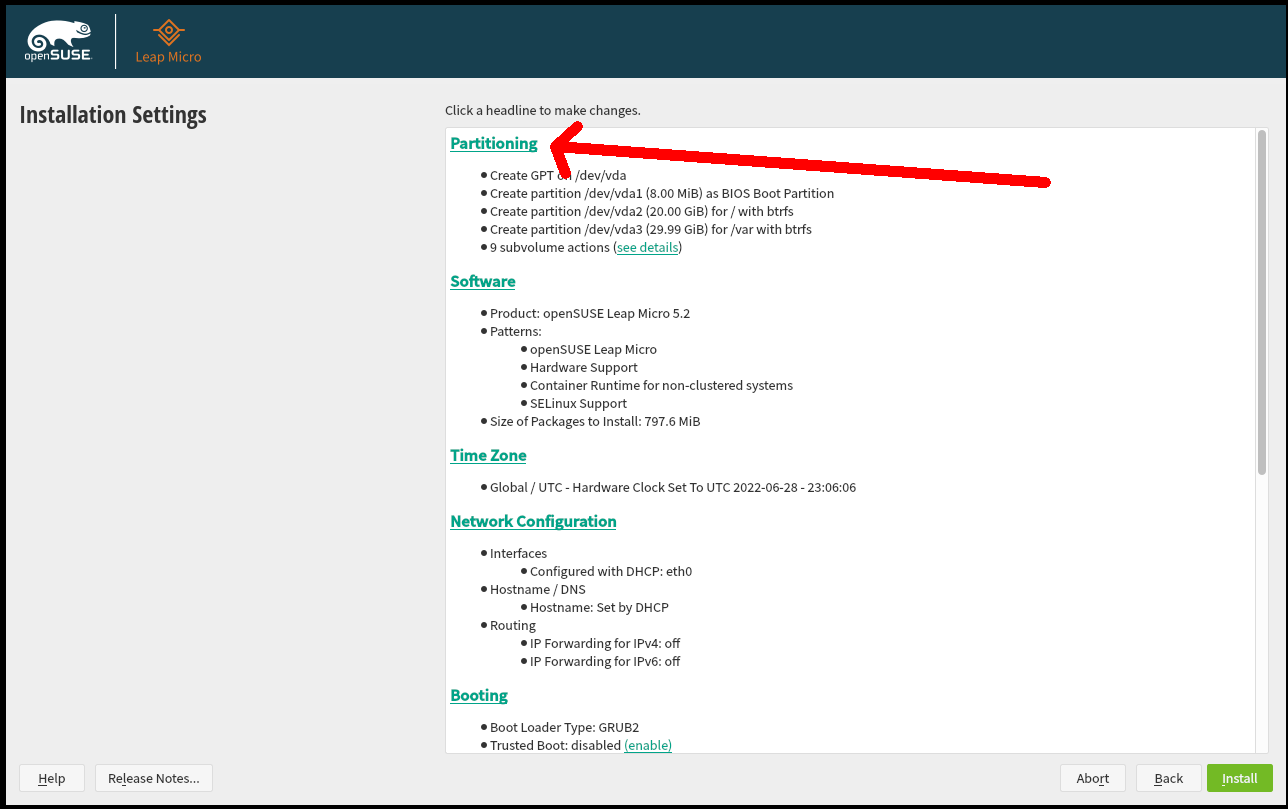 openSUSE.
Leap Micro
Installation Settings
Click a headline to make changes.
Partitioning
Create GPT on /dev/vda
Create partition /dev/vda1 (8.00 MiB) as BIOS Boot Partition
Create partition /dev/vda2 (20.00 GiB) for / with btrfs
Create partition /dev/vda3 (29.99 GiB) for /var with btrfs
9 subvolume actions (see details)
Software
Product: openSUSE Leap Micro 5.2
Patterns:
openSUSE Leap Micro
Hardware Support
Container Runtime for non-clustered systems
SELinux Support
Size of Packages to Install: 797.6 MiB
Time Zone
Global / UTC - Hardware Clock Set To UTC 2022-06-28 - 23:06:06
Network Configuration
Interfaces
Configured with DHCP: eth0
Hostname / DNS
Hostname: Set by DHCP
Routing
IP Forwarding for IPv4: off
IP Forwarding for IPv6: off
Booting
Boot Loader Type: GRUB2
Trusted Boot: disabled (enable)
Help
Release Notes...
Abort
Back
Install